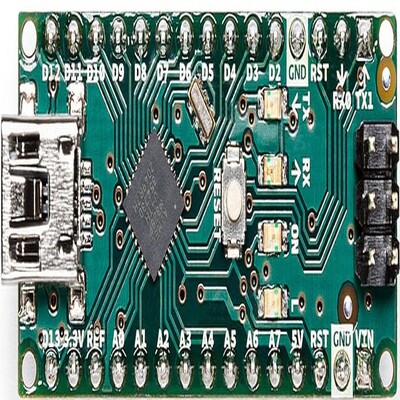 D12 D11 D10 D9 D8 D7 D6 D5 D4 D3 D2 GND RST RX0 TX1
TX
RX
RESET
ON
L
D13 3.3V REF A0 A1 A2 A3 A4 A5 A6 A7 5V RST GND VIN